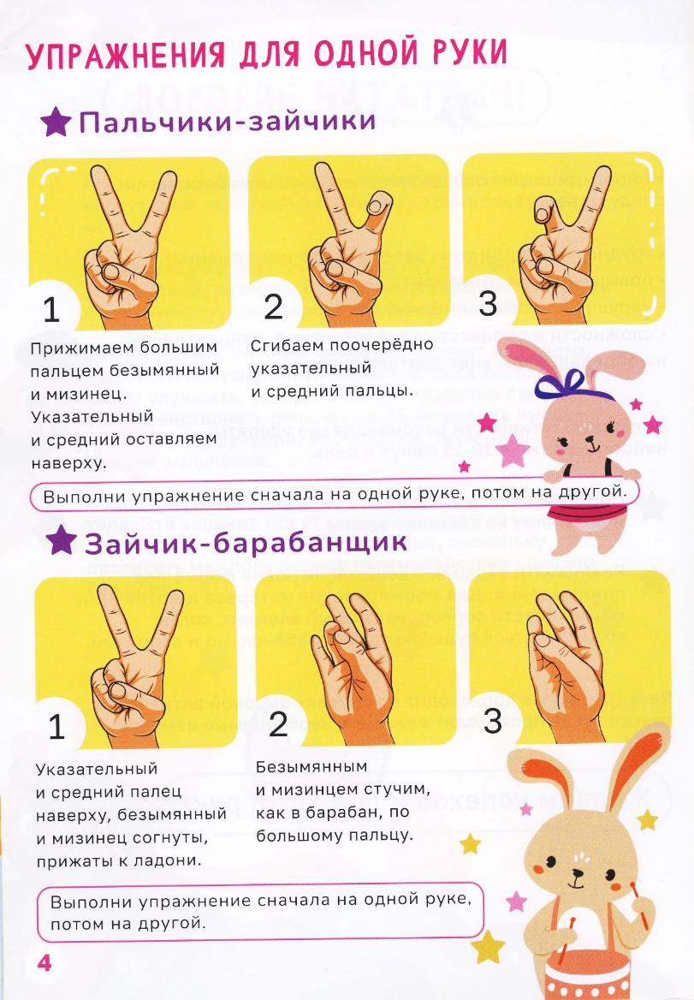 УПРАЖНЕНИЯ ДЛЯ ОДНОЙ РУКИ
Пальчики-зайчики
1
2
3
Прижимаем большим
пальцем безымянный
и мизинец.
Указательный
и средний оставляем
наверху.
Сгибаем поочерёдно
указательный
и средний пальцы.
Выполни упражнение сначала на одной руке, потом на другой.
Зайчик-барабанщик
1
2
3
Указательный
и средний палец
наверху, безымянный
и мизинец согнуты,
прижаты к ладони.
Безымянным
и мизинцем стучим,
как в барабан, по
большому пальцу.
Выполни упражнение сначала на одной руке,
потом на другой.
4